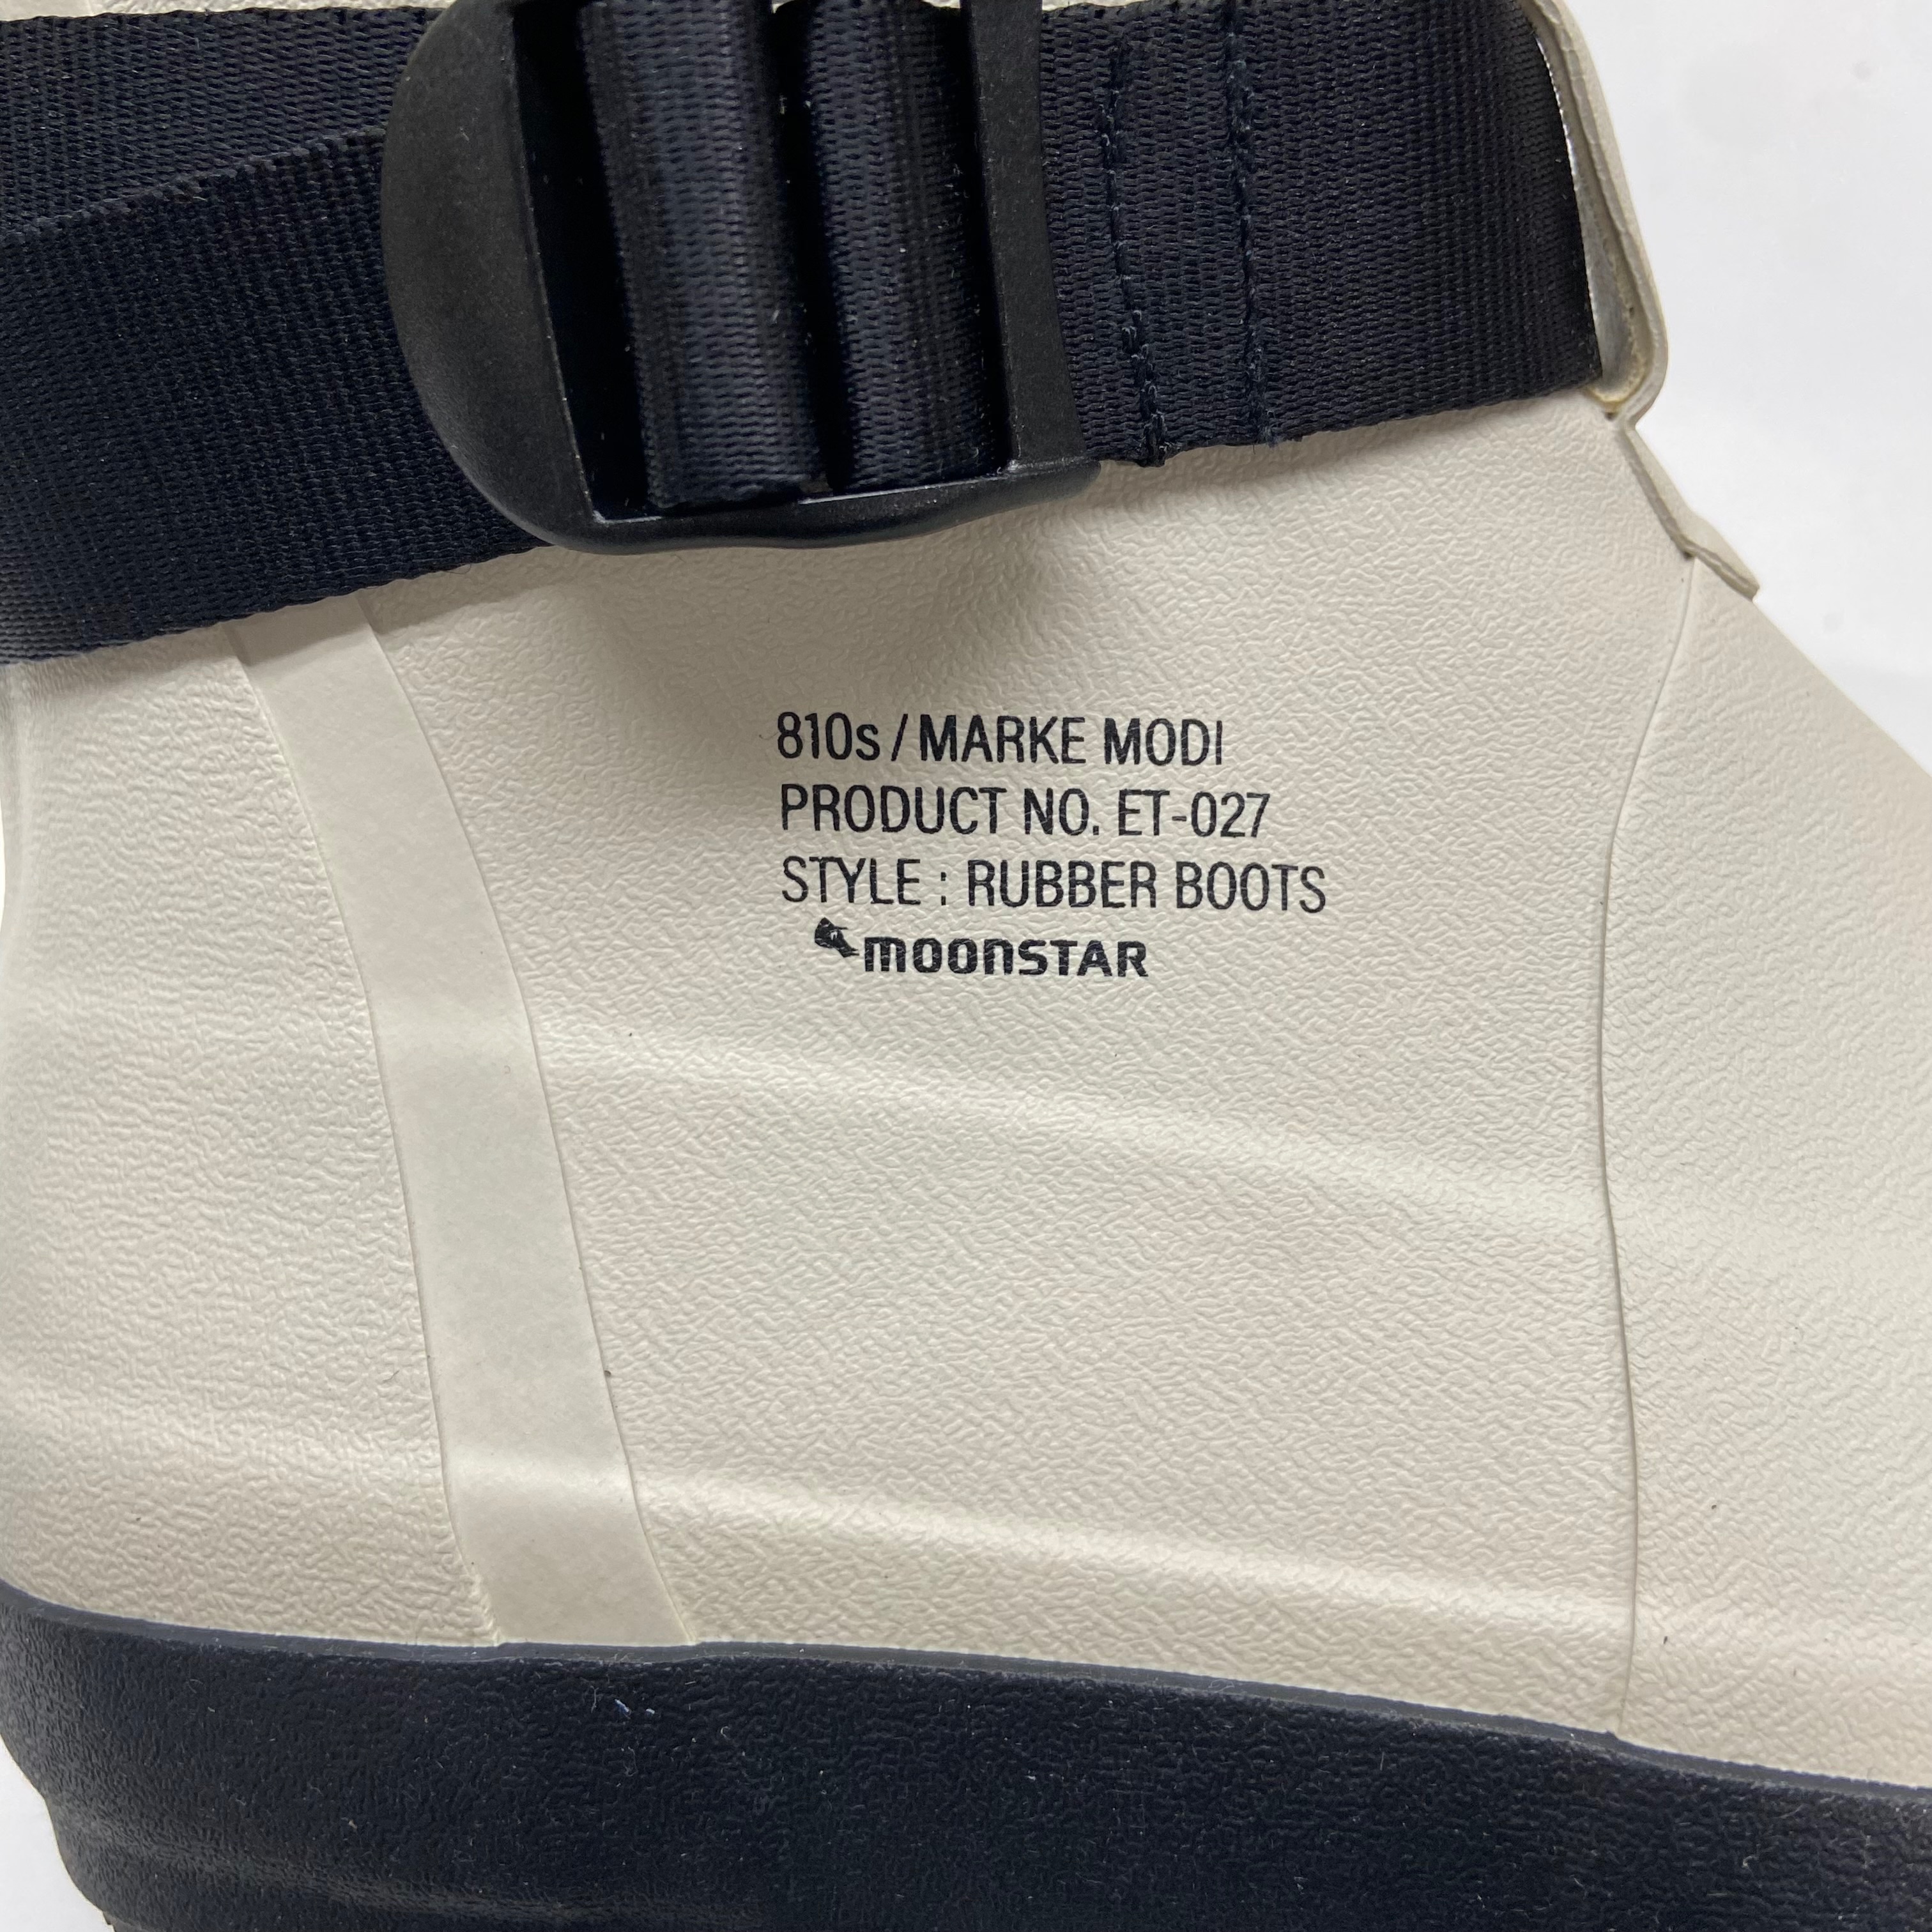 810s / MARKE MODI
PRODUCT NO. ET-027
STYLE : RUBBER BOOTS
MOONSTAR